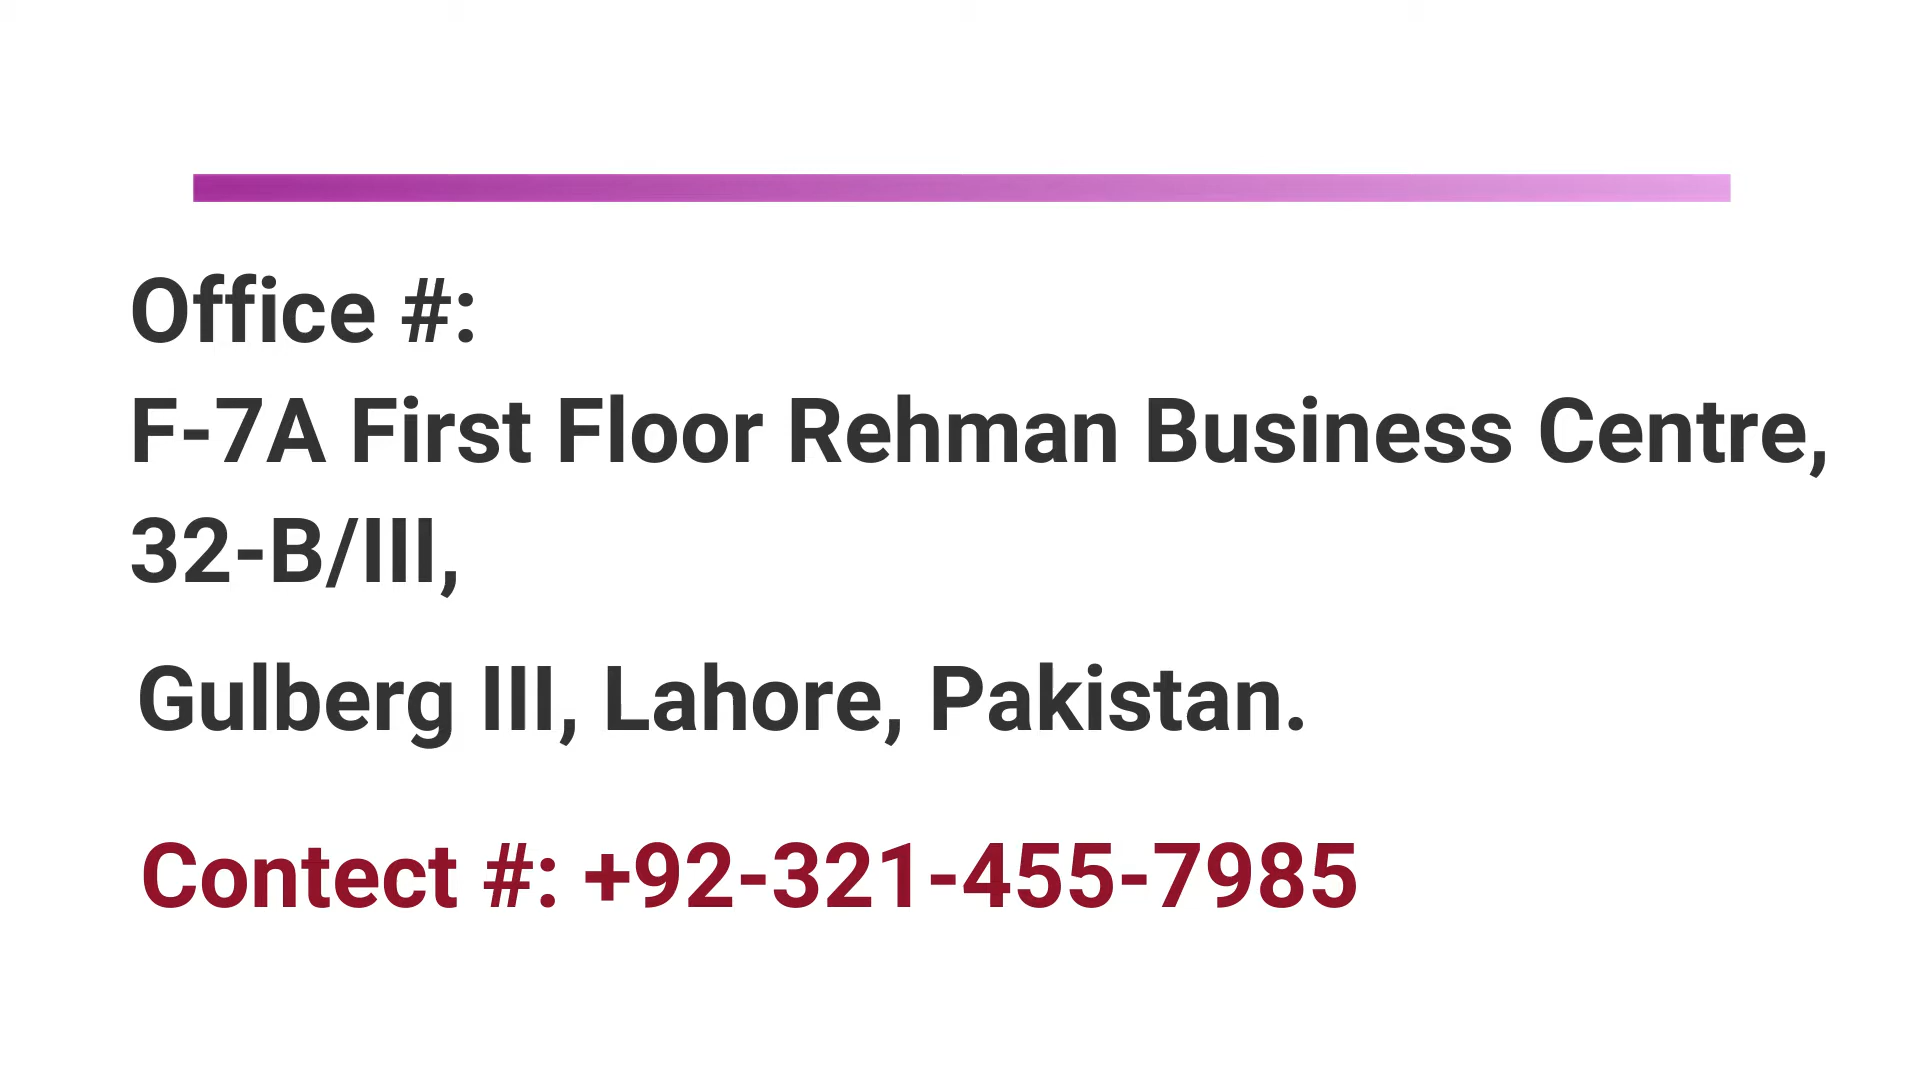 Office #:
F-7A First Floor Rehman Business Centre,
32-B/III,
Gulberg III, Lahore, Pakistan.
Contect #: +92-321-455-7985